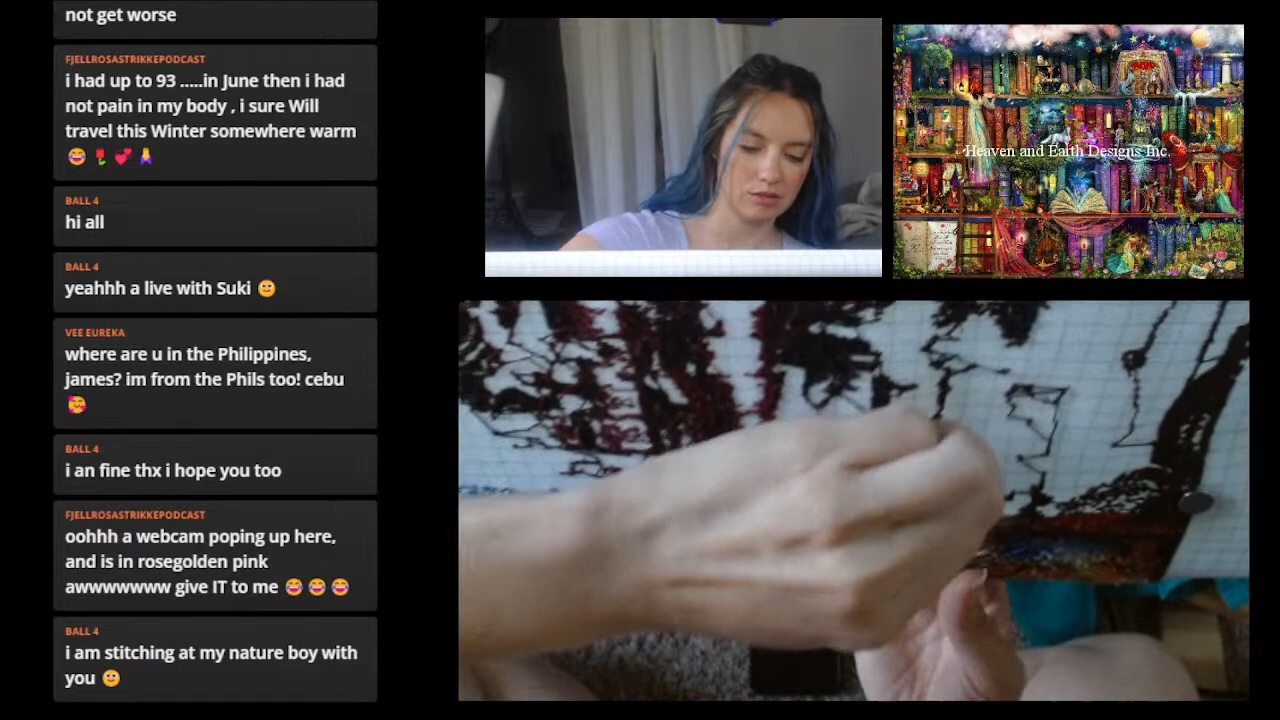 not get worse
FJELLROSASTRIKKEPODCAST
i had up to 93 .....in June then i had
not pain in my body , i sure Will
travel this Winter somewhere warm
😂🌷💞🙏
BALL 4
hi all
BALL 4
yeahhh a live with Suki 🙂
VEE EUREKA
where are u in the Philippines,
james? im from the Phils too! cebu
🥰
BALL 4
i an fine thx i hope you too
FJELLROSASTRIKKEPODCAST
oohhh a webcam poping up here,
and is in rosegolden pink
awwwwwww give IT to me 😂😂😂
BALL 4
i am stitching at my nature boy with
you 🙂
Heaven and Earth Designs Inc.